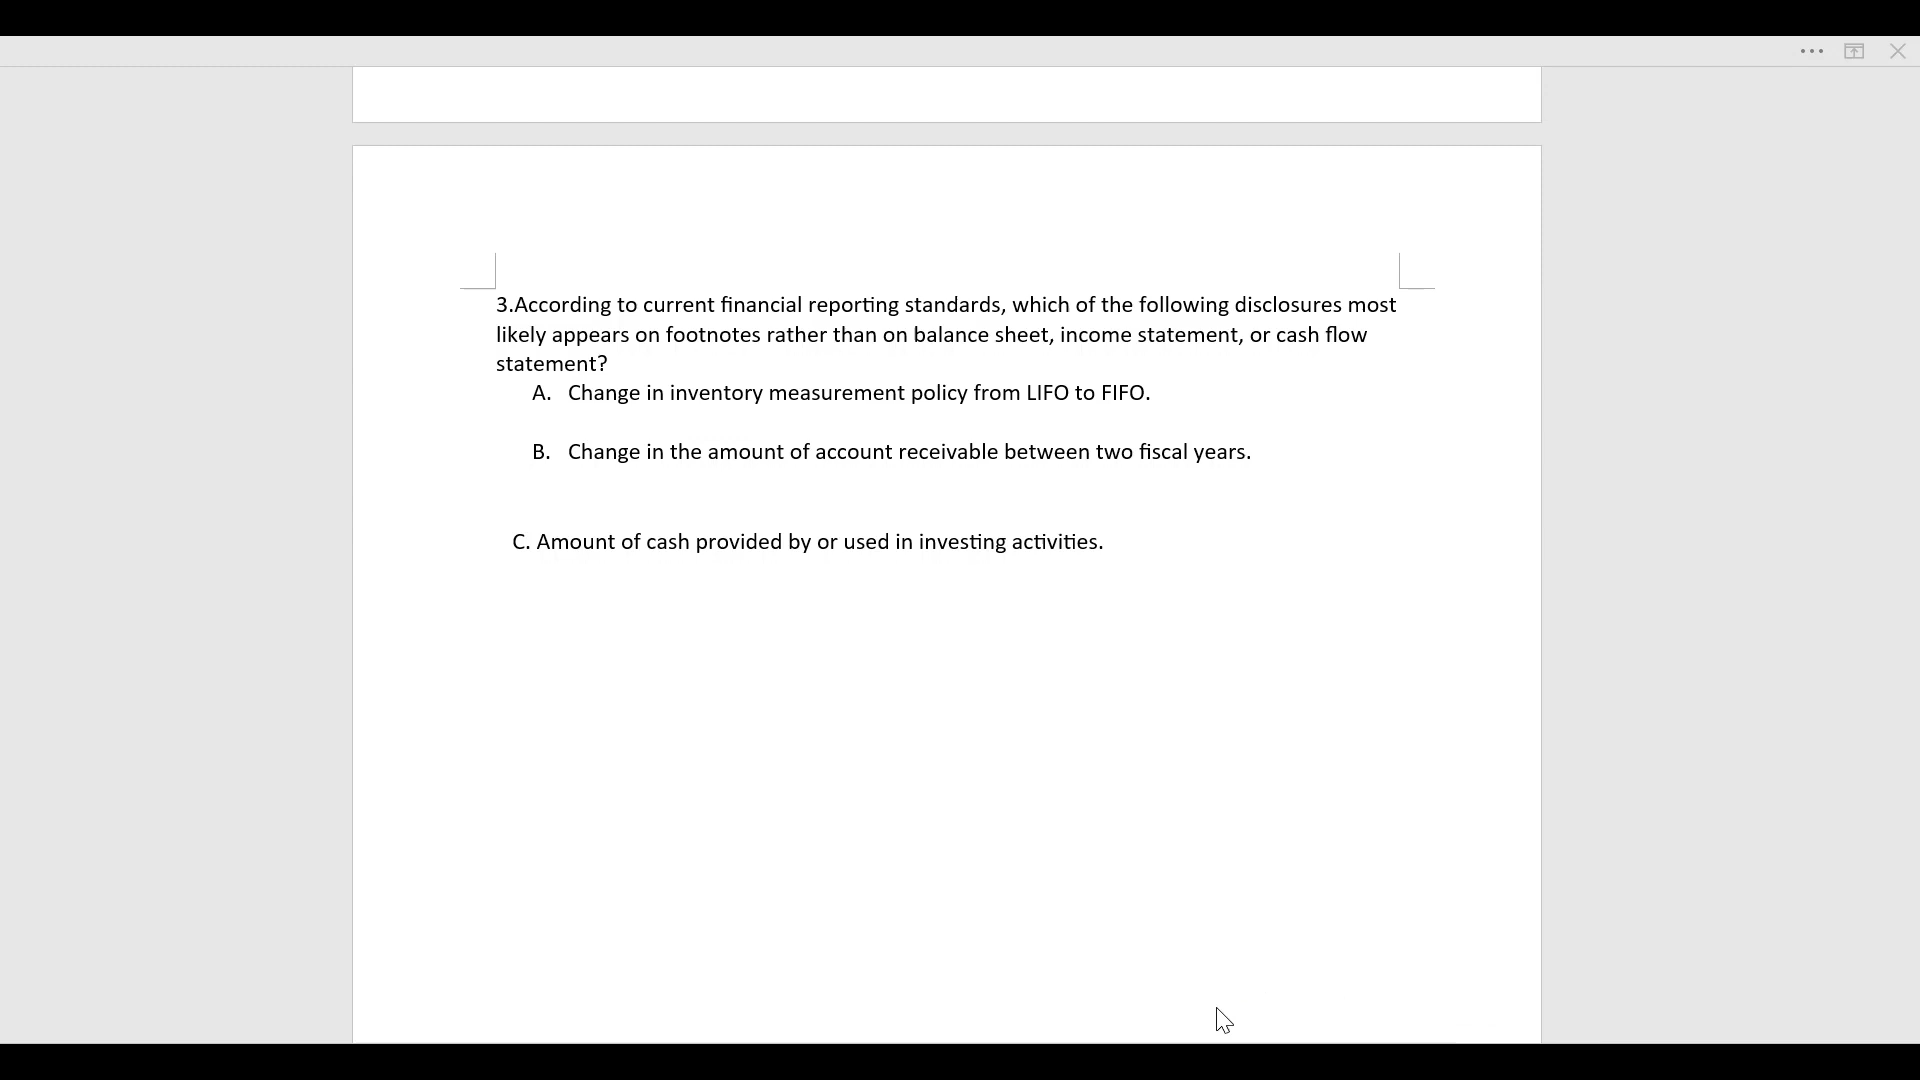 3.According to current financial reporting standards, which of the following disclosures most
likely appears on footnotes rather than on balance sheet, income statement, or cash flow
statement?
A. Change in inventory measurement policy from LIFO to FIFO.
B. Change in the amount of account receivable between two fiscal years.
C. Amount of cash provided by or used in investing activities.